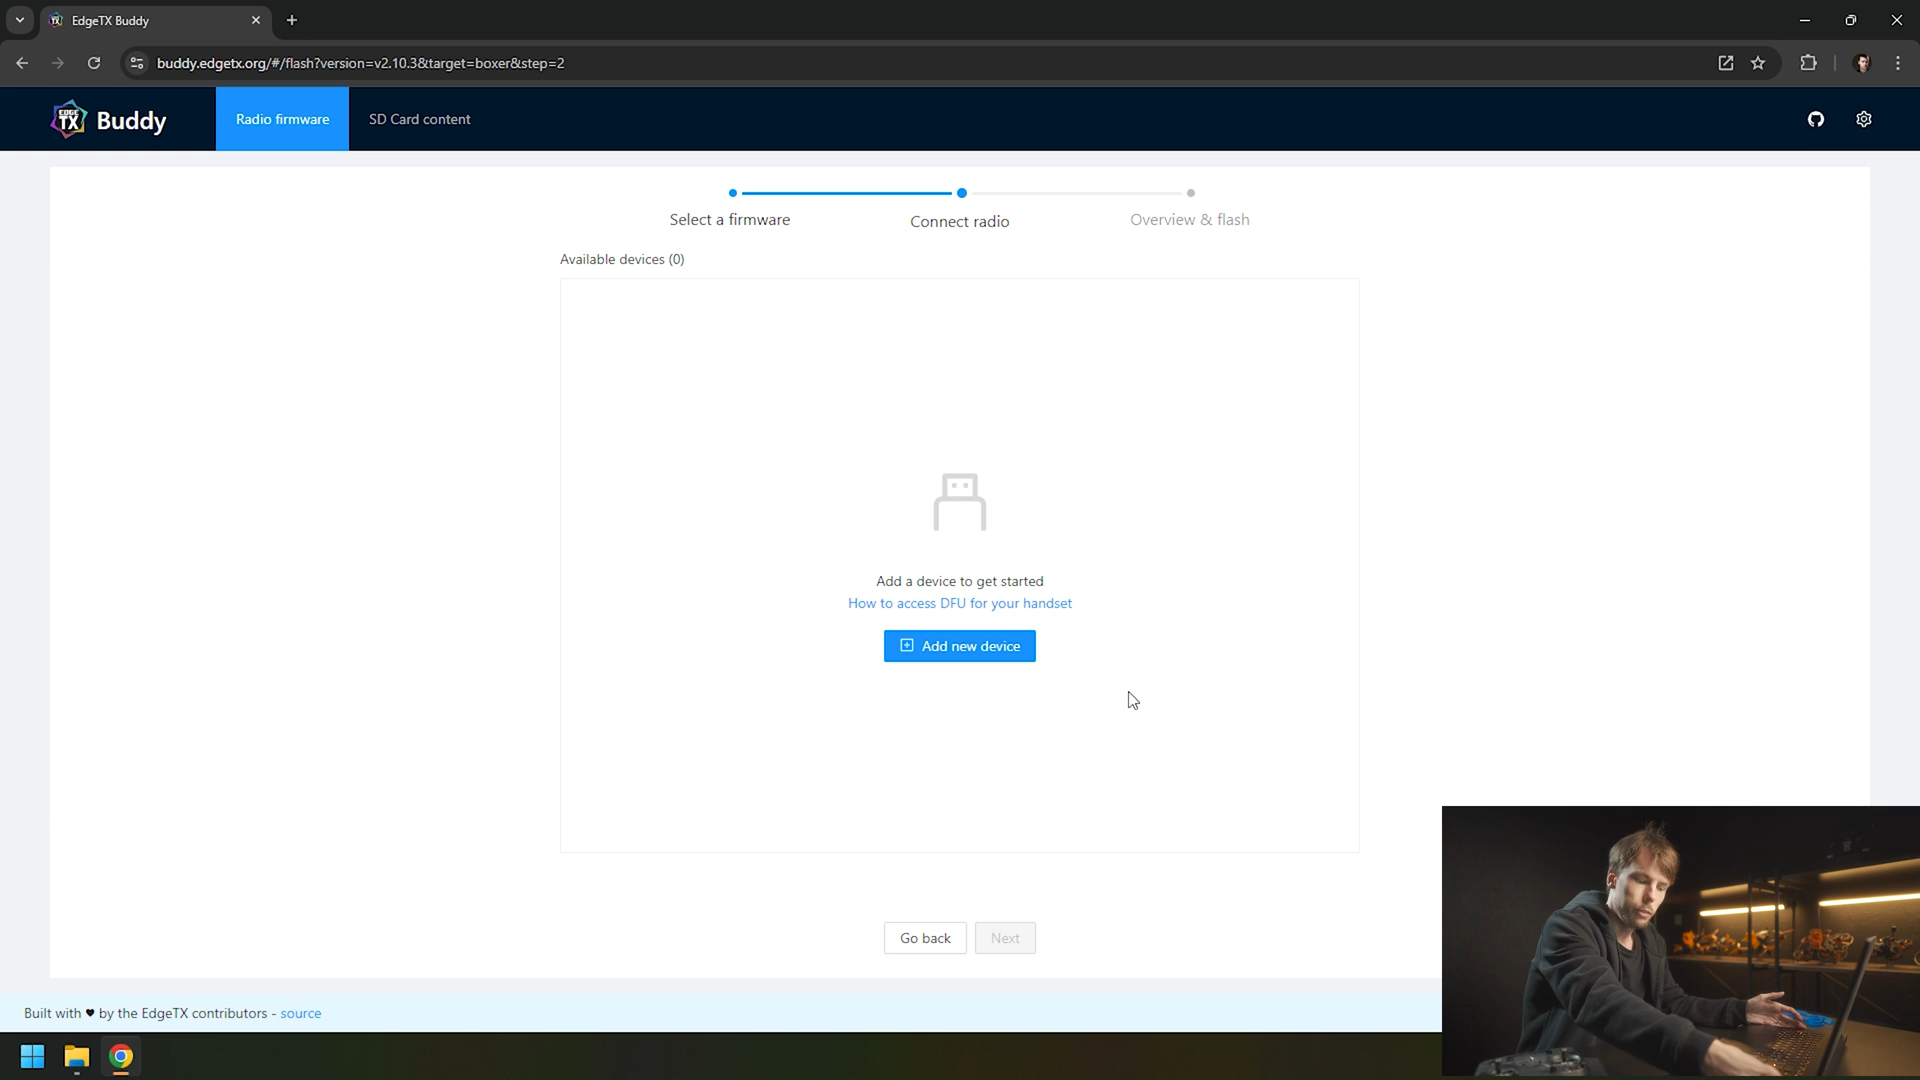 EdgeTX Buddy
buddy.edgetx.org/#/flash?version=v2.10.3&target=boxer&step=2
EDGE TX Buddy
Radio firmware
SD Card content
Select a firmware
Connect radio
Overview & flash
Available devices (0)
Add a device to get started
How to access DFU for your handset
Add new device
Go back
Next
Built with ♥ by the EdgeTX contributors - source